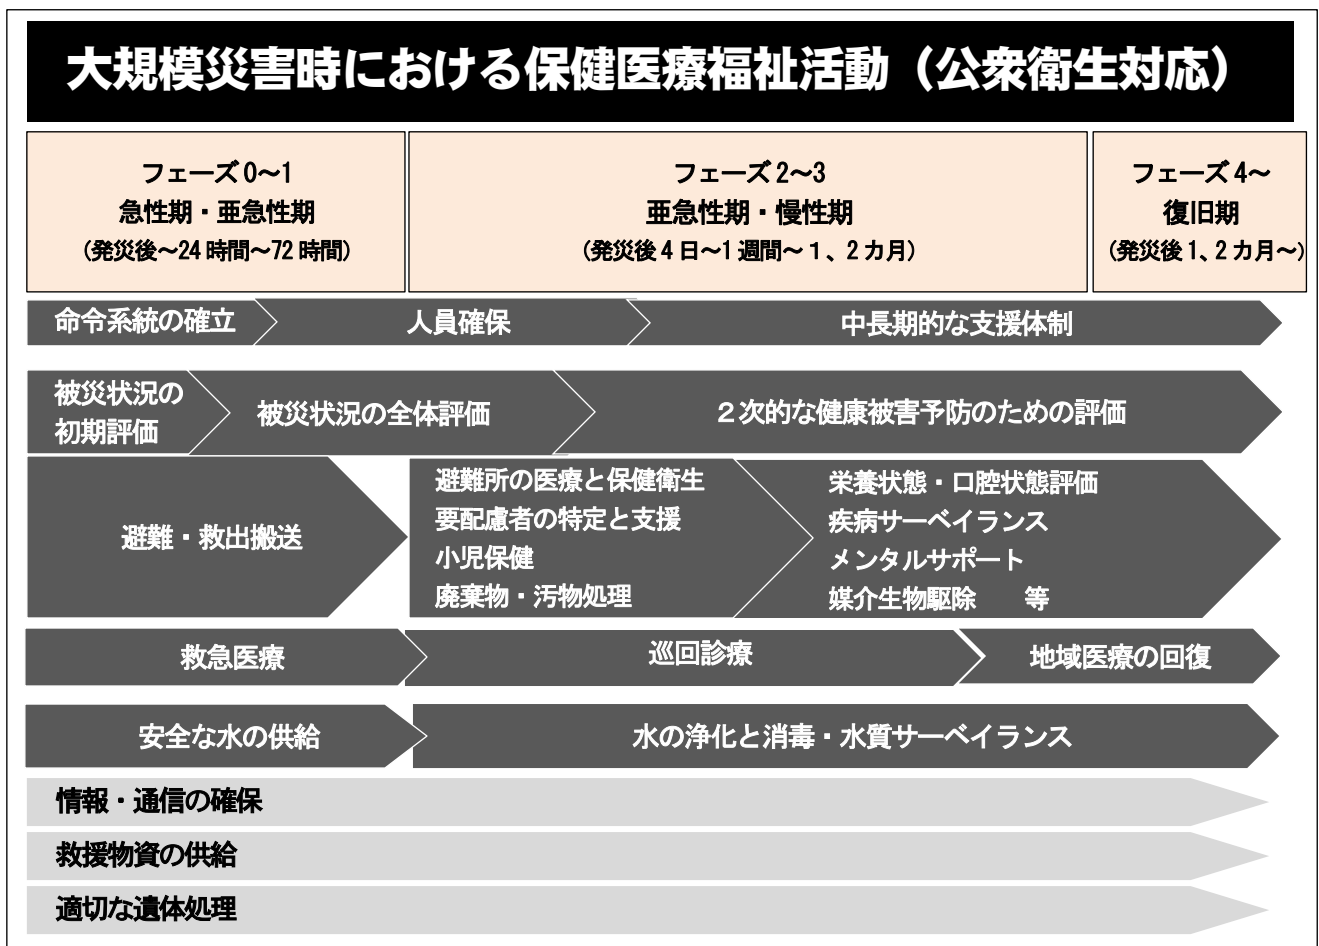 大規模災害時における保健医療福祉活動（公衆衛生対応）
フェーズ0～1
急性期・亜急性期
(発災後～24時間～72時間)
フェーズ2～3
亜急性期・慢性期
(発災後4日～1週間～１、２カ月)
フェーズ4～
復旧期
(発災後1、2カ月～)
命令系統の確立
人員確保
中長期的な支援体制
被災状況の
初期評価
被災状況の全体評価
２次的な健康被害予防のための評価
避難・救出搬送
避難所の医療と保健衛生
要配慮者の特定と支援
小児保健
廃棄物・汚物処理
栄養状態・口腔状態評価
疾病サーベイランス
メンタルサポート
媒介生物駆除　　等
救急医療
巡回診療
地域医療の回復
安全な水の供給
水の浄化と消毒・水質サーベイランス
情報・通信の確保
救援物資の供給
適切な遺体処理